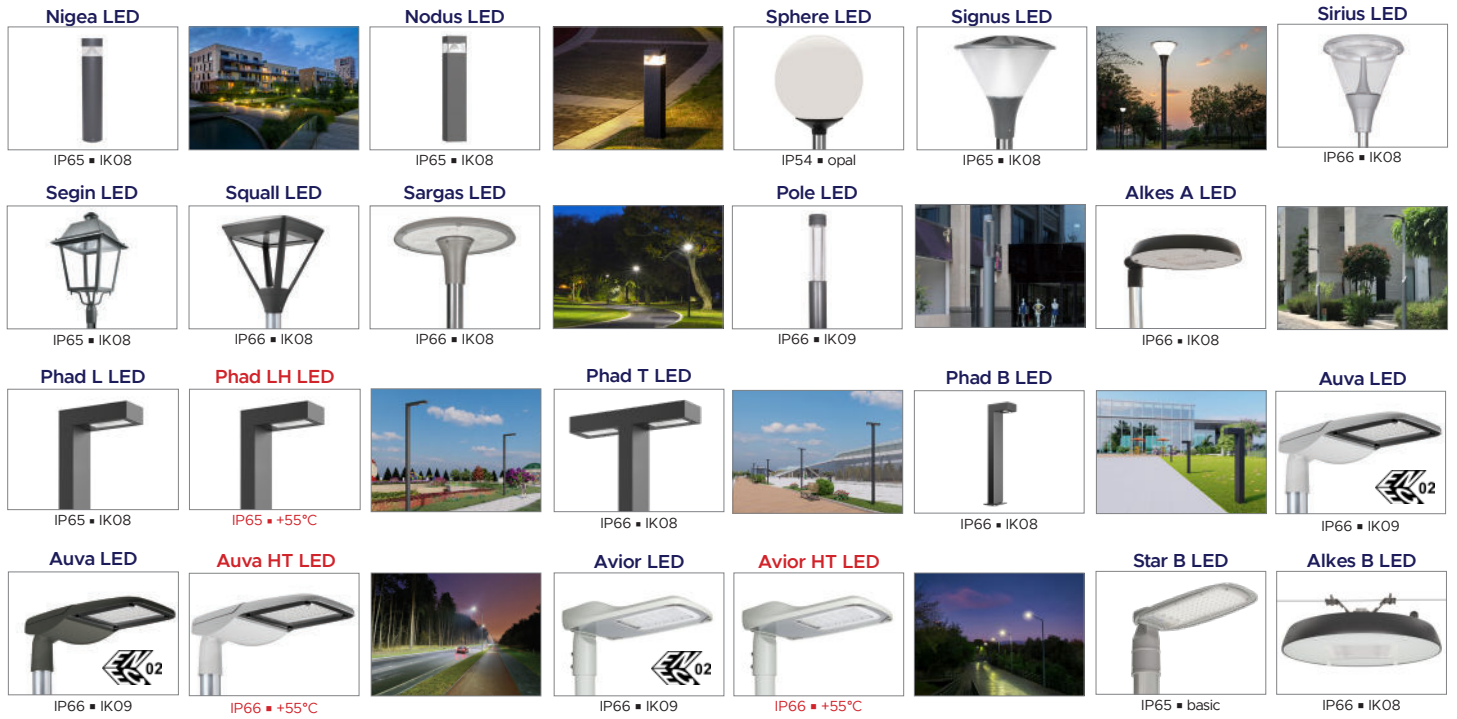 Nigea LED
Nodus LED
Sphere LED
Signus LED
Sirius LED
IP65 ▪ IK08
IP65 ▪ IK08
IP54 ▪ opal
IP65 ▪ IK08
IP66 ▪ IK08
Segin LED
Squall LED
Sargas LED
Pole LED
Alkes A LED
IP65 ▪ IK08
IP66 ▪ IK08
IP66 ▪ IK08
IP66 ▪ IK09
IP66 ▪ IK08
Phad L LED
Phad LH LED
Phad T LED
Phad B LED
Auva LED
02
IP65 ▪ IK08
IP65 ▪ +55°C
IP66 ▪ IK08
IP66 ▪ IK08
IP66 ▪ IK09
Auva LED
Auva HT LED
Avior LED
Avior HT LED
Star B LED
Alkes B LED
02
02
IP66 ▪ IK09
IP66 ▪ +55°C
IP66 ▪ IK09
IP66 ▪ +55°C
IP65 ▪ basic
IP66 ▪ IK08